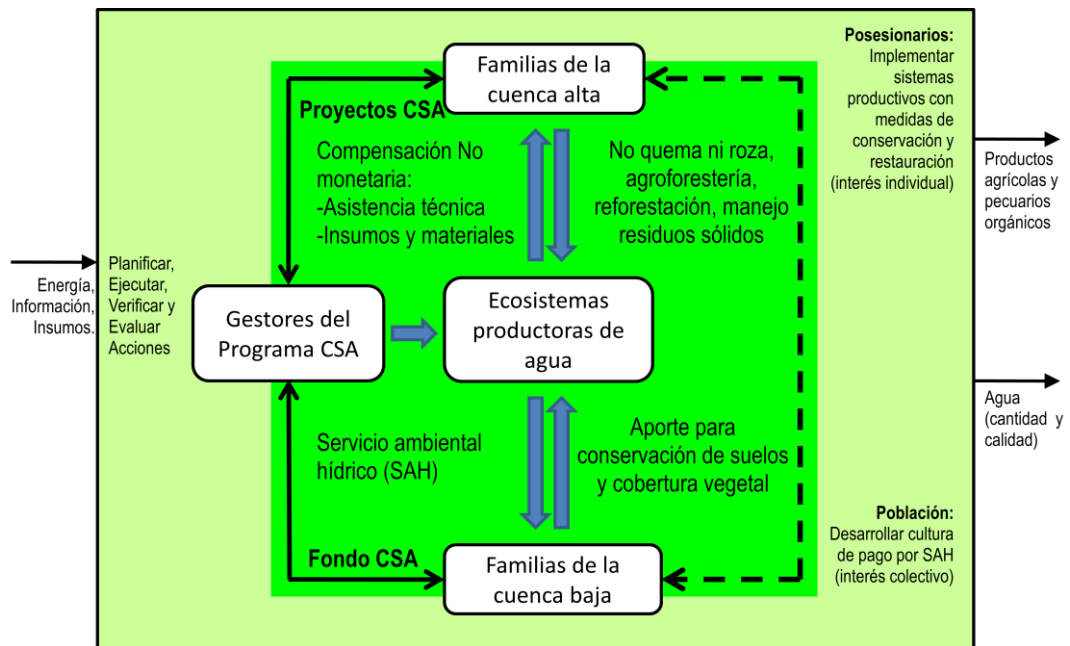 Familias de la
cuenca alta
Posesionarios:
Implementar
sistemas
productivos con
medidas de
conservación y
restauración
(interés individual)
Proyectos CSA
Compensación No
monetaria:
-Asistencia técnica
-Insumos y materiales
No quema ni roza,
agroforestería,
reforestación, manejo
residuos sólidos
Productos
agrícolas y
pecuarios
orgánicos
Energía,
Información,
Insumos.
Planificar,
Ejecutar,
Verificar y
Evaluar
Acciones
Gestores del
Programa CSA
Ecosistemas
productoras de
agua
Agua
(cantidad y
calidad)
Servicio ambiental
hídrico (SAH)
Aporte para
conservación de suelos
y cobertura vegetal
Población:
Desarrollar cultura
de pago por SAH
(interés colectivo)
Fondo CSA
Familias de la
cuenca baja